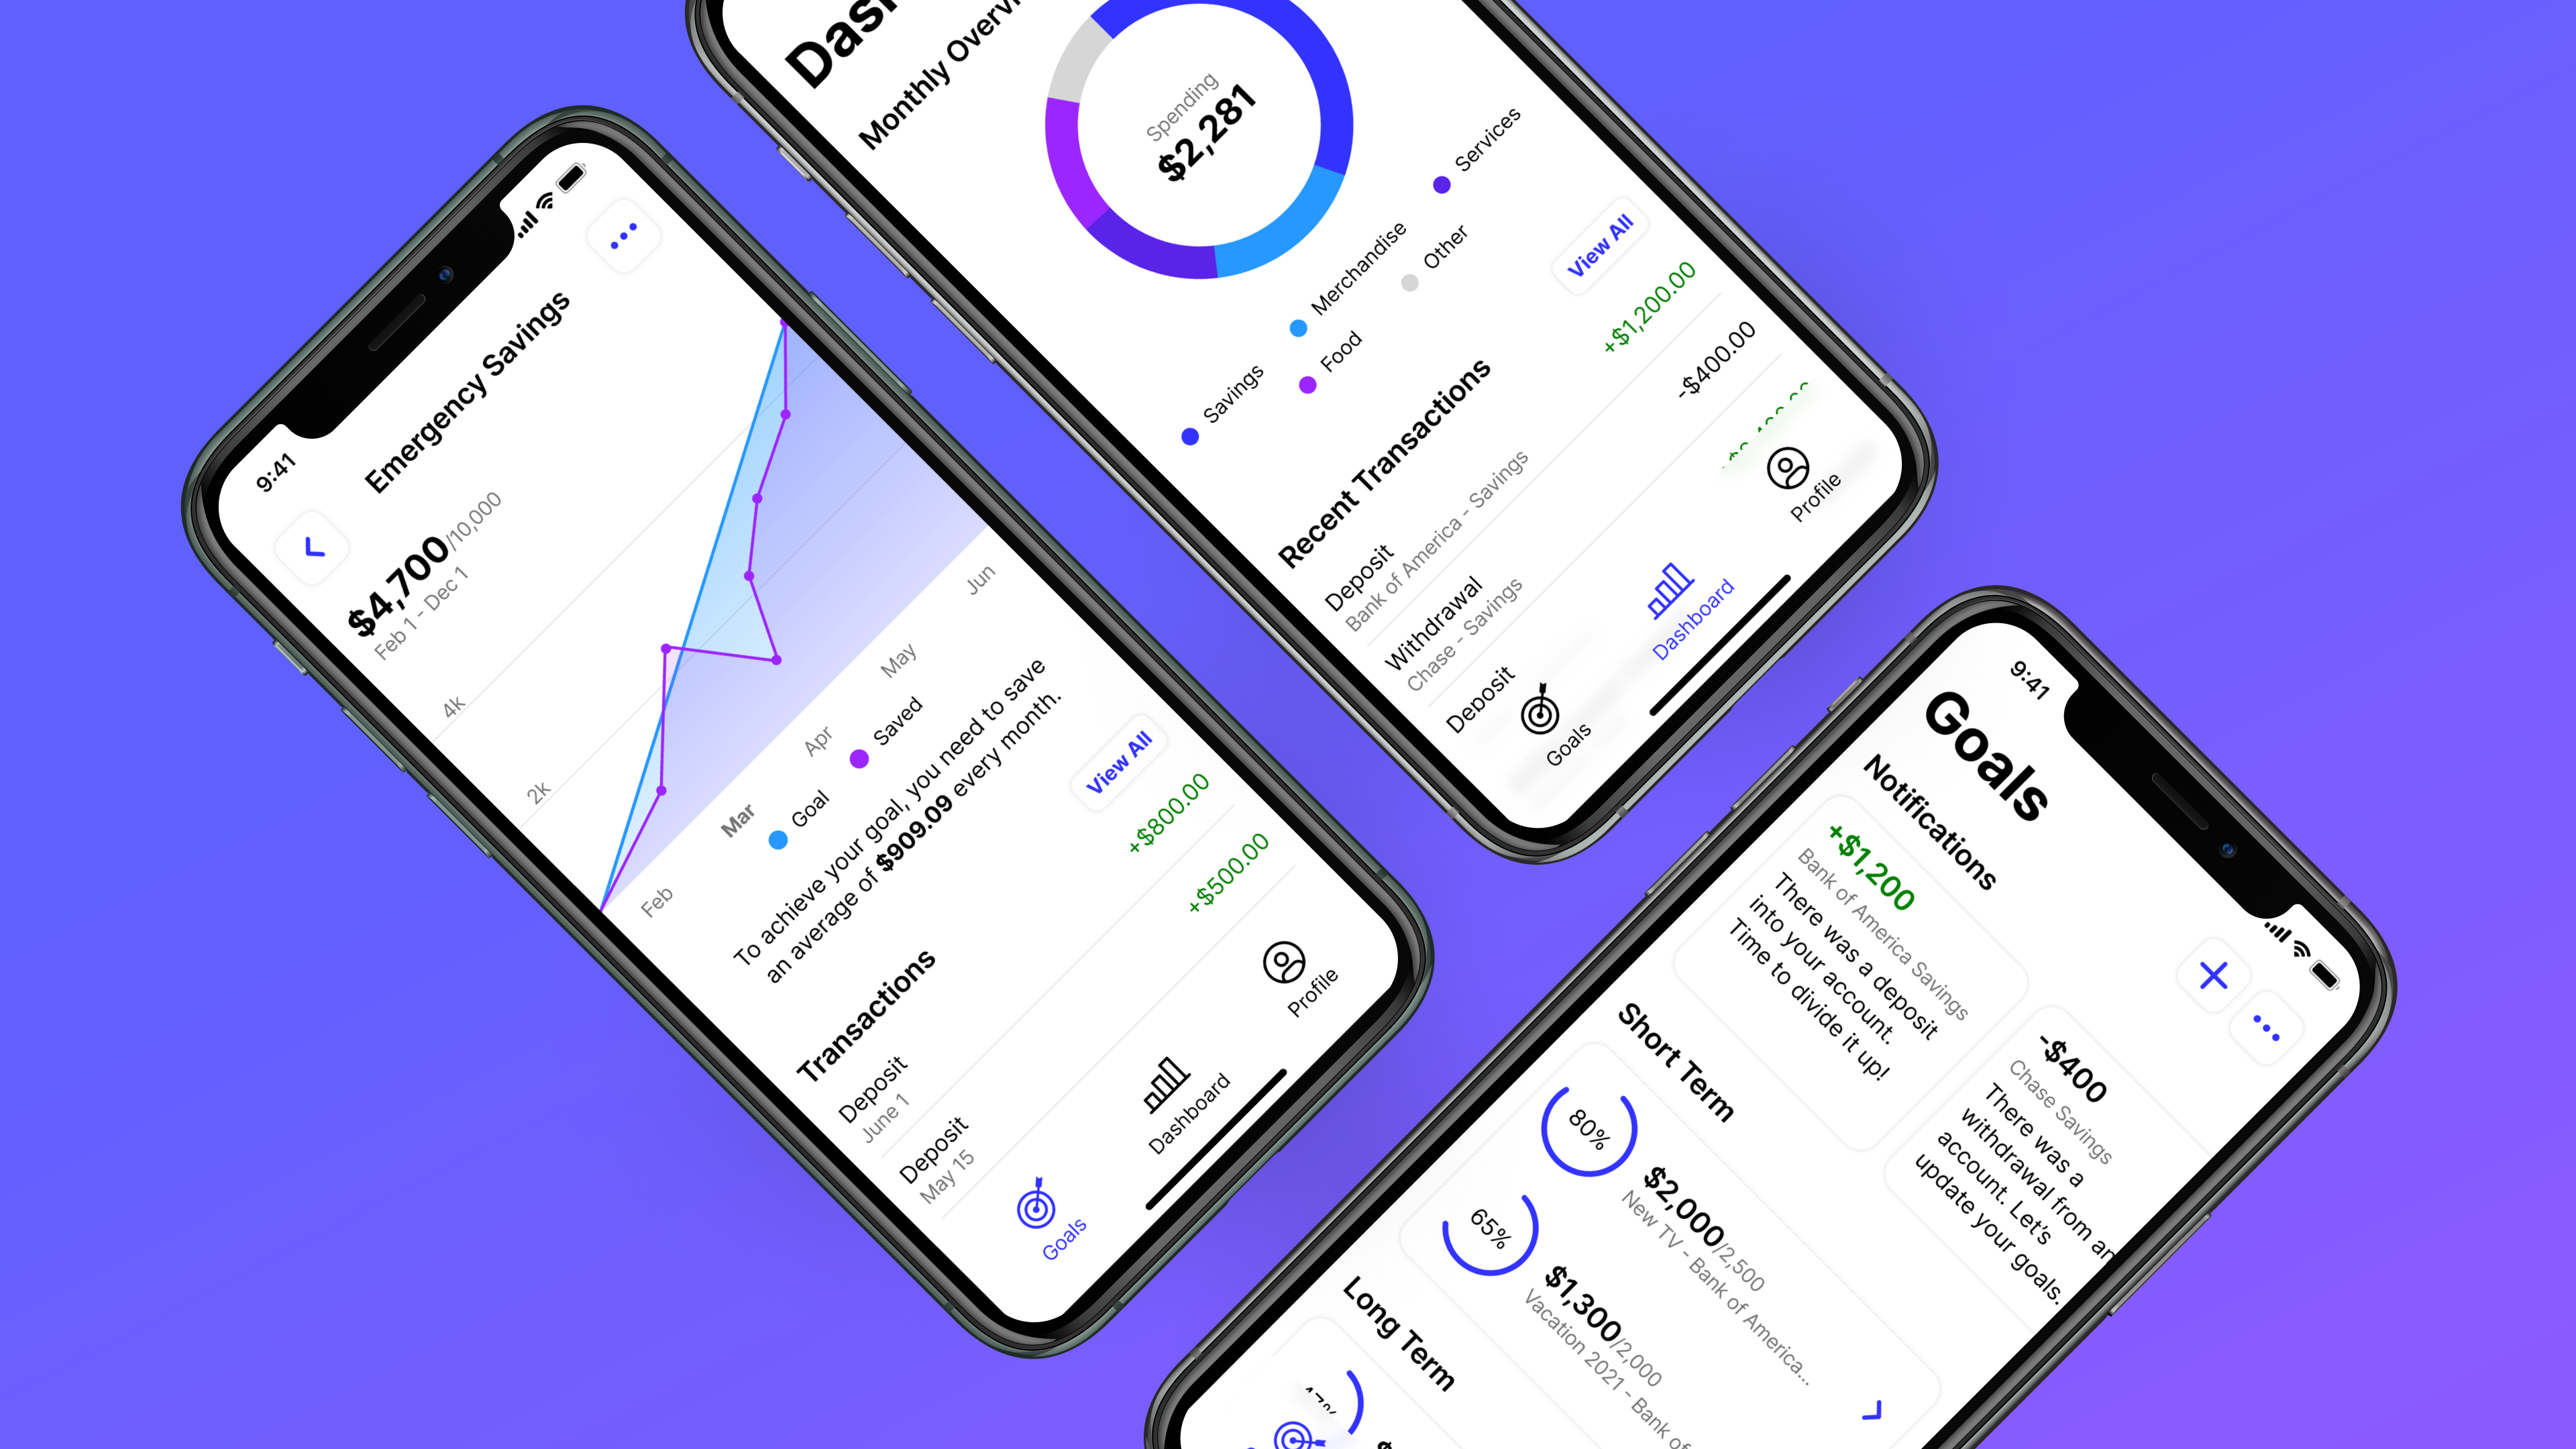 9:41
Emergency Savings
$4,700/10,000
Feb 1 - Dec 1
4K
2K
Feb
Mar
Apr
May
Jun
Goal
Saved
To achieve your goal, you need to save
an average of $909.09 every month.
Transactions
View All
Deposit
+$800.00
June 1
Deposit
+$500.00
May 15
Goals
Dashboard
Profile
Monthly
Spending
$2,281
Savings
Merchandise
Services
Food
Other
Recent Transactions
View All
Deposit
+$1,200.00
Bank of America - Savings
Withdrawal
-$400.00
Chase - Savings
Deposit
Goals
Dashboard
Profile
9:41
Goals
Notifications
+$1,200
Bank of America Savings
There was a deposit
into your account.
Time to divide it up!
-$400
Chase Savings
There was a
withdrawal from an
account. Let's
update your goals.
Short Term
80%
$2,000/2,500
New TV - Bank of America...
65%
$1,300/2,000
Vacation 2021 - Bank of
Long Term